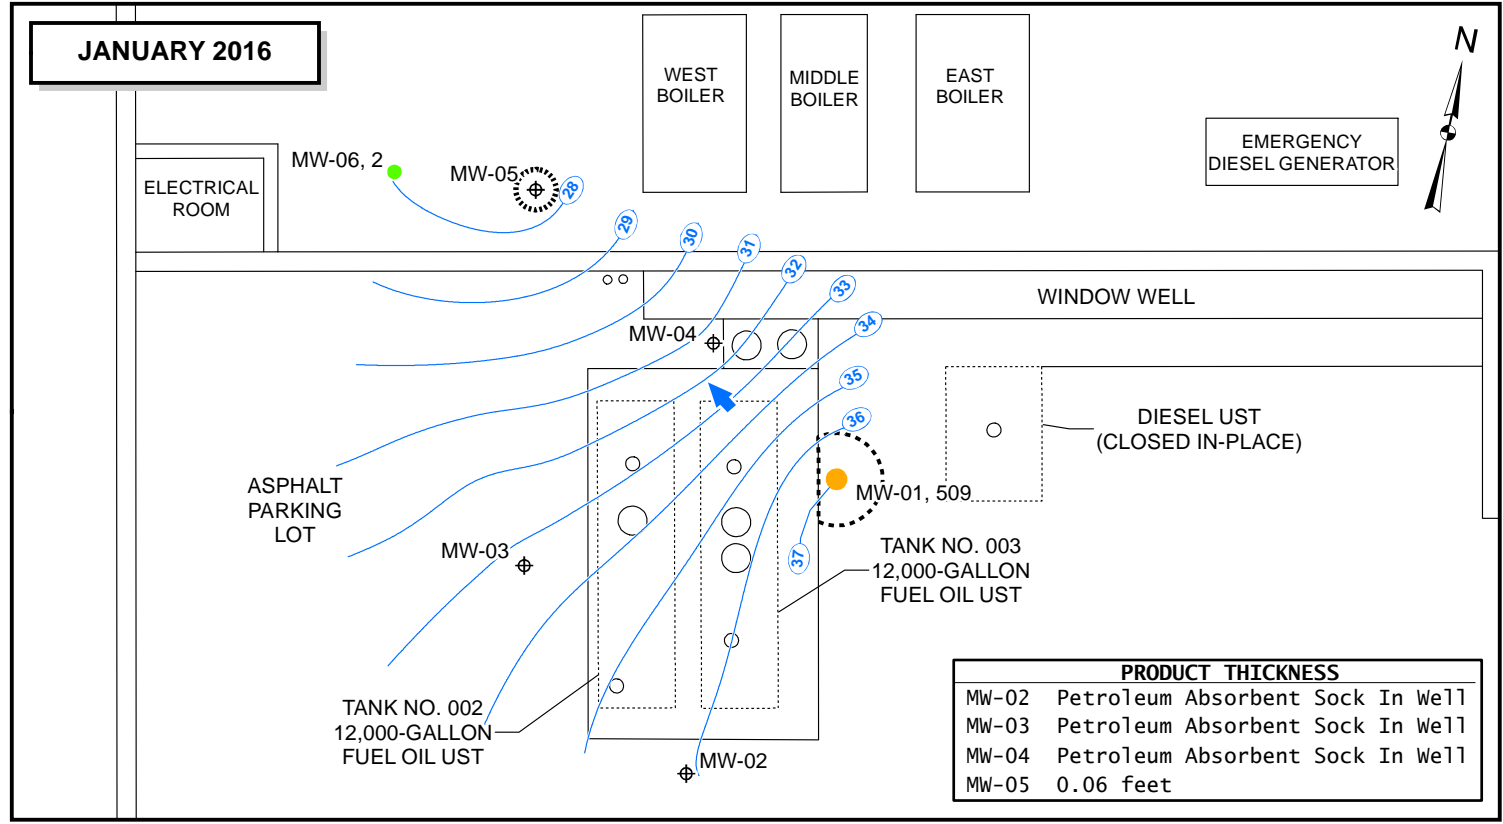 JANUARY 2016
WEST
BOILER
MIDDLE
BOILER
EAST
BOILER
N
EMERGENCY
DIESEL GENERATOR
MW-06, 2
MW-05
ELECTRICAL
ROOM
28
29
30
31
32
33
34
35
36
37
WINDOW WELL
MW-04
DIESEL UST
(CLOSED IN-PLACE)
ASPHALT
PARKING
LOT
MW-01, 509
MW-03
TANK NO. 003
12,000-GALLON
FUEL OIL UST
TANK NO. 002
12,000-GALLON
FUEL OIL UST
MW-02
PRODUCT THICKNESS
MW-02 Petroleum Absorbent Sock In Well
MW-03 Petroleum Absorbent Sock In Well
MW-04 Petroleum Absorbent Sock In Well
MW-05 0.06 feet